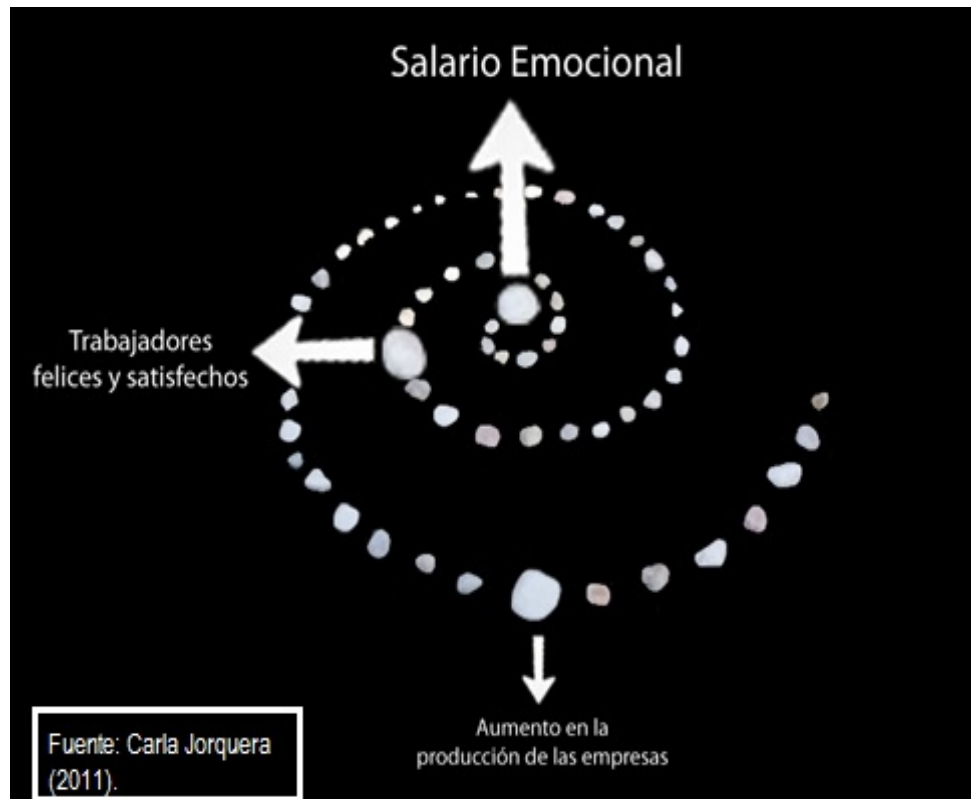 Salario Emocional
Trabajadores
felices y satisfechos
Aumento en la
producción de las empresas
Fuente: Carla Jorquera
(2011).